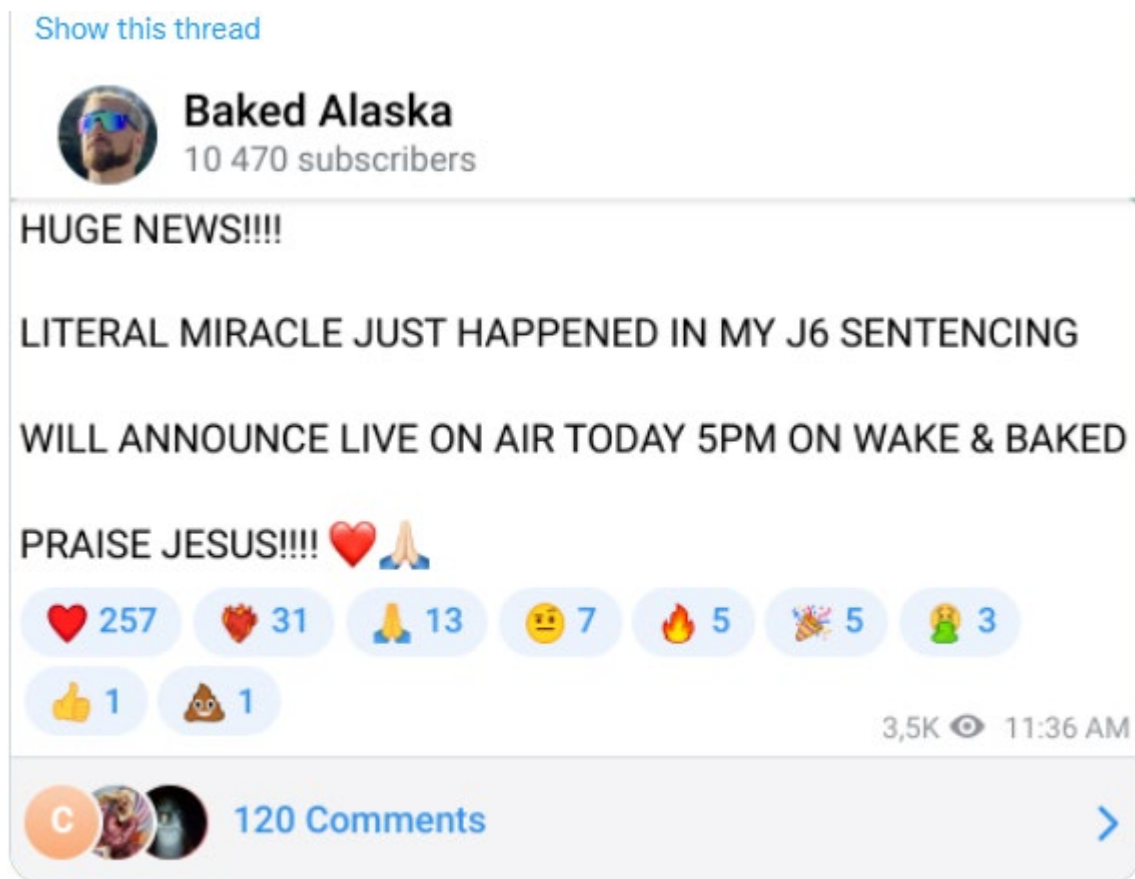 Show this thread
Baked Alaska
10 470 subscribers
HUGE NEWS!!!!
LITERAL MIRACLE JUST HAPPENED IN MY J6 SENTENCING
WILL ANNOUNCE LIVE ON AIR TODAY 5PM ON WAKE & BAKED
PRAISE JESUS!!!! ❤️🙏🏻
❤️ 257 ❤️‍🔥 31 🙏 13 🤨 7 🔥 5 🎉 5 🤮 3
👍 1 💩 1
3,5K 11:36 AM
C 120 Comments